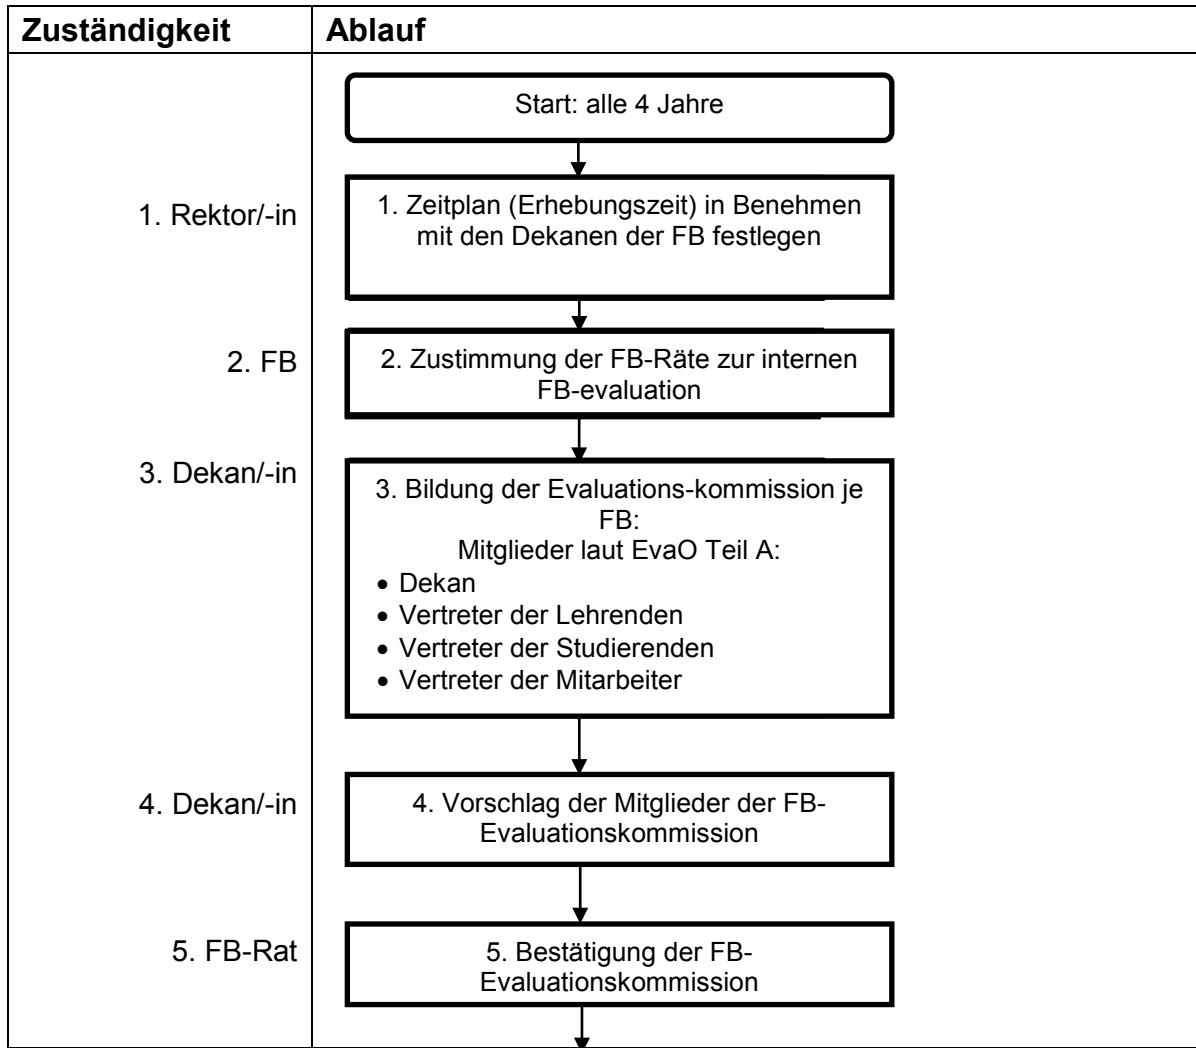 Zuständigkeit
Ablauf
Start: alle 4 Jahre
1. Rektor/-in
1. Zeitplan (Erhebungszeit) in Benehmen
mit den Dekanen der FB festlegen
2. FB
2. Zustimmung der FB-Räte zur internen
FB-evaluation
3. Dekan/-in
3. Bildung der Evaluations-kommission je
FB:
Mitglieder laut EvaO Teil A:
• Dekan
• Vertreter der Lehrenden
• Vertreter der Studierenden
• Vertreter der Mitarbeiter
4. Dekan/-in
4. Vorschlag der Mitglieder der FB-
Evaluationskommission
5. FB-Rat
5. Bestätigung der FB-
Evaluationskommission